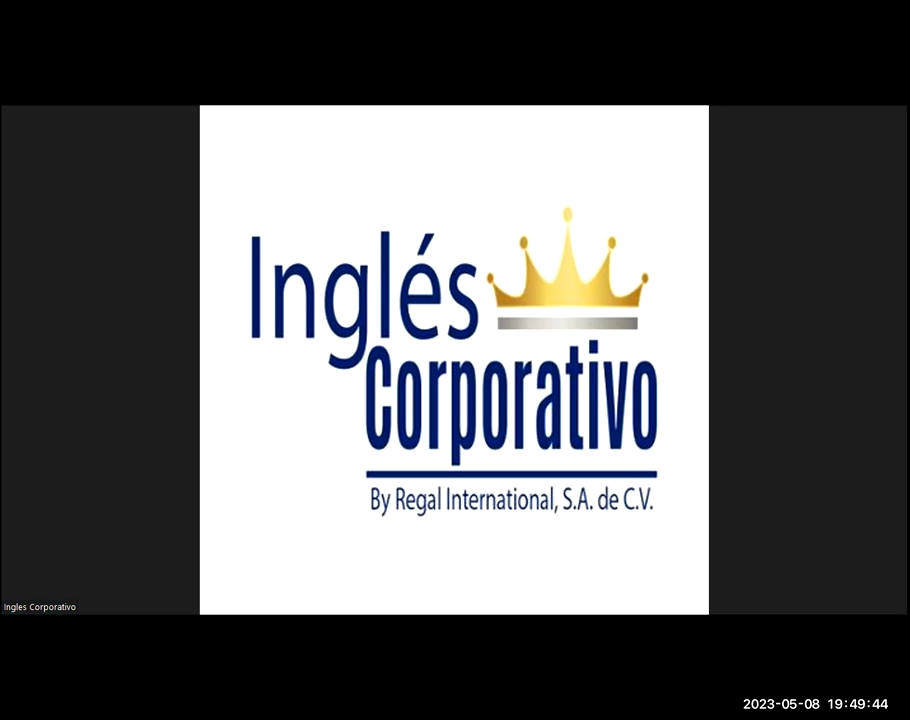 Inglés
Corporativo
By Regal International, S.A. de C.V.
Ingles Corporativo
2023-05-08 19:49:44